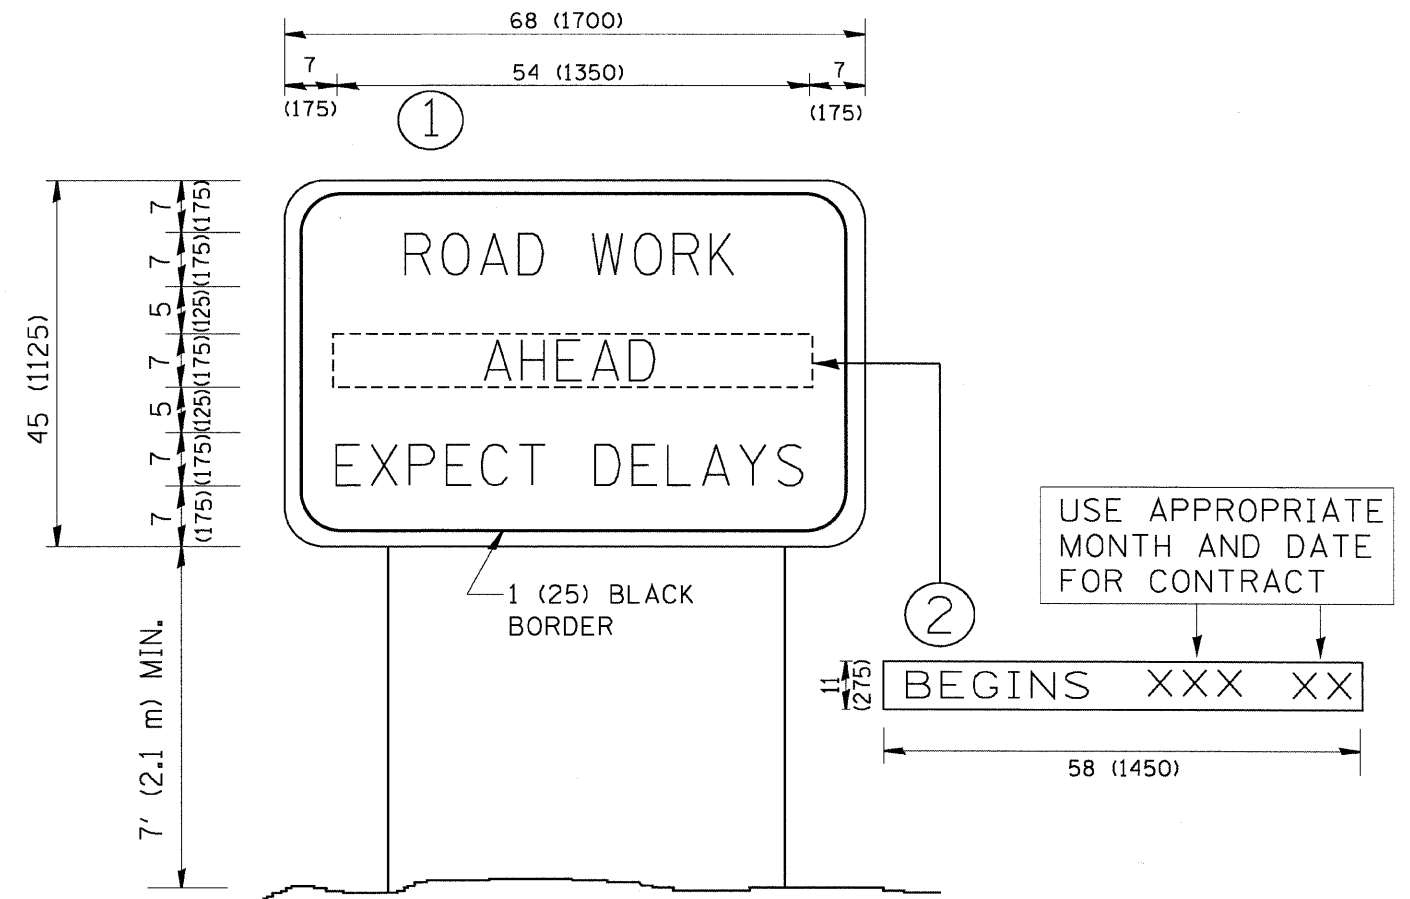 68 (1700)
7
54 (1350)
7
(175)
(175)
1
45 (1125)
7
(175)
7
(175)
5
(125)
7
(175)
5
(125)
7
(175)
7
(175)
ROAD WORK
AHEAD
EXPECT DELAYS
1 (25) BLACK
BORDER
7' (2.1 m) MIN.
2
USE APPROPRIATE
MONTH AND DATE
FOR CONTRACT
11
(275)
BEGINS XXX XX
58 (1450)